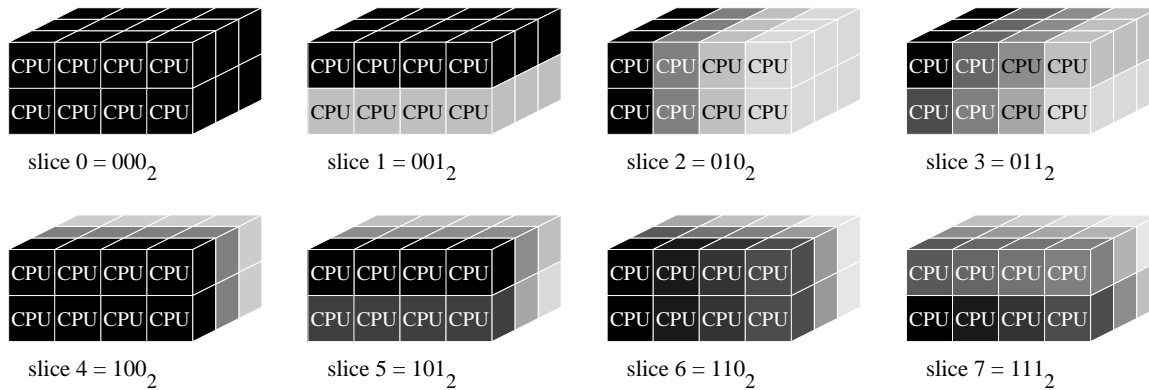 CPU CPU CPU CPU CPU CPU CPU CPU CPU CPU CPU CPU CPU CPU CPU CPU
CPU CPU CPU CPU CPU CPU CPU CPU CPU CPU CPU CPU CPU CPU CPU CPU
slice 0 = 000₂ slice 1 = 001₂ slice 2 = 010₂ slice 3 = 011₂
CPU CPU CPU CPU CPU CPU CPU CPU CPU CPU CPU CPU CPU CPU CPU CPU
CPU CPU CPU CPU CPU CPU CPU CPU CPU CPU CPU CPU CPU CPU CPU CPU
slice 4 = 100₂ slice 5 = 101₂ slice 6 = 110₂ slice 7 = 111₂